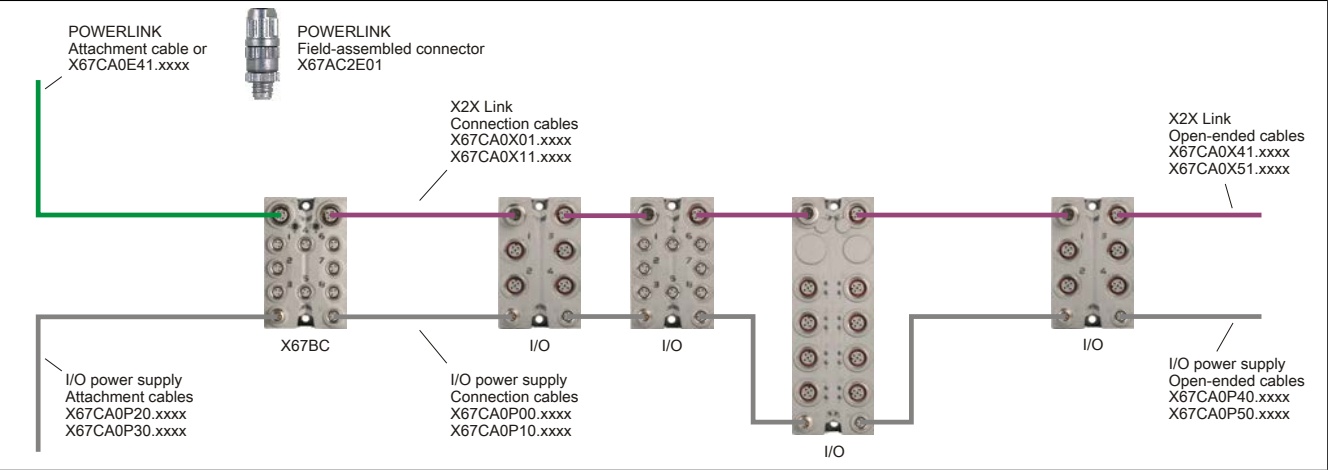 POWERLINK
Attachment cable or
X67CA0E41.xxxx
POWERLINK
Field-assembled connector
X67AC2E01
X2X Link
Connection cables
X67CA0X01.xxxx
X67CA0X11.xxxx
X2X Link
Open-ended cables
X67CA0X41.xxxx
X67CA0X51.xxxx
X67BC
I/O
I/O
I/O
I/O
I/O power supply
Attachment cables
X67CA0P20.xxxx
X67CA0P30.xxxx
I/O power supply
Connection cables
X67CA0P00.xxxx
X67CA0P10.xxxx
I/O power supply
Open-ended cables
X67CA0P40.xxxx
X67CA0P50.xxxx